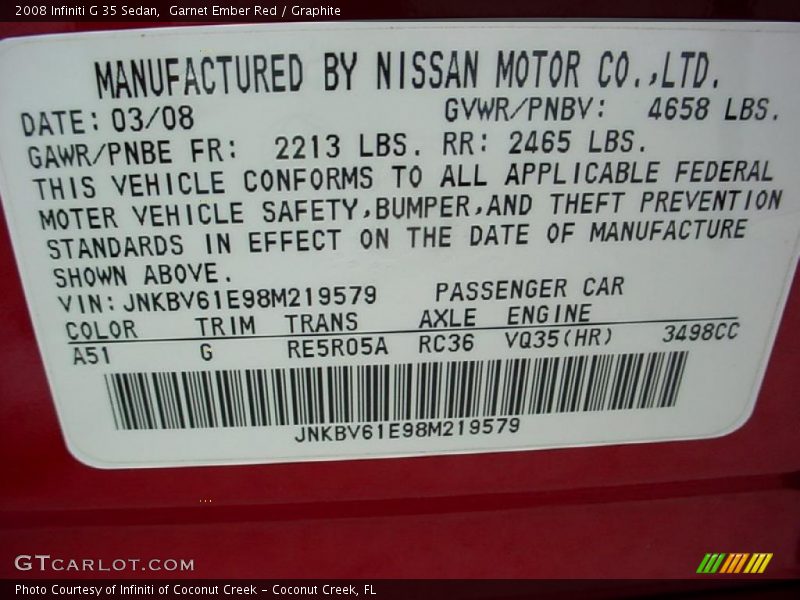 2008 Infiniti G 35 Sedan,  Garnet Ember Red / Graphite
MANUFACTURED BY NISSAN MOTOR CO.,LTD.
DATE: 03/08 GVWR/PNBV: 4658 LBS.
GAWR/PNBE FR: 2213 LBS. RR: 2465 LBS.
THIS VEHICLE CONFORMS TO ALL APPLICABLE FEDERAL
MOTER VEHICLE SAFETY,BUMPER,AND THEFT PREVENTION
STANDARDS IN EFFECT ON THE DATE OF MANUFACTURE
SHOWN ABOVE.
VIN: JNKBV61E98M219579 PASSENGER CAR
COLOR TRIM TRANS AXLE ENGINE
A51 G RE5R05A RC36 VQ35(HR) 3498CC
JNKBV61E98M219579
GTCARLOT.COM
Photo Courtesy of Infiniti of Coconut Creek - Coconut Creek, FL